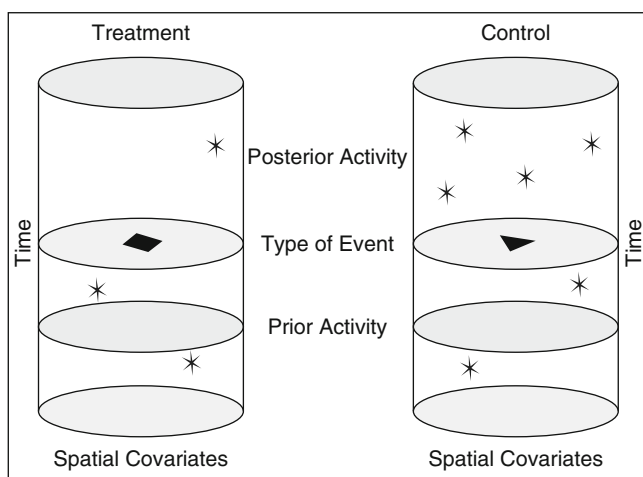 Treatment
Control
Posterior Activity
Time
Type of Event
Time
Prior Activity
Spatial Covariates
Spatial Covariates